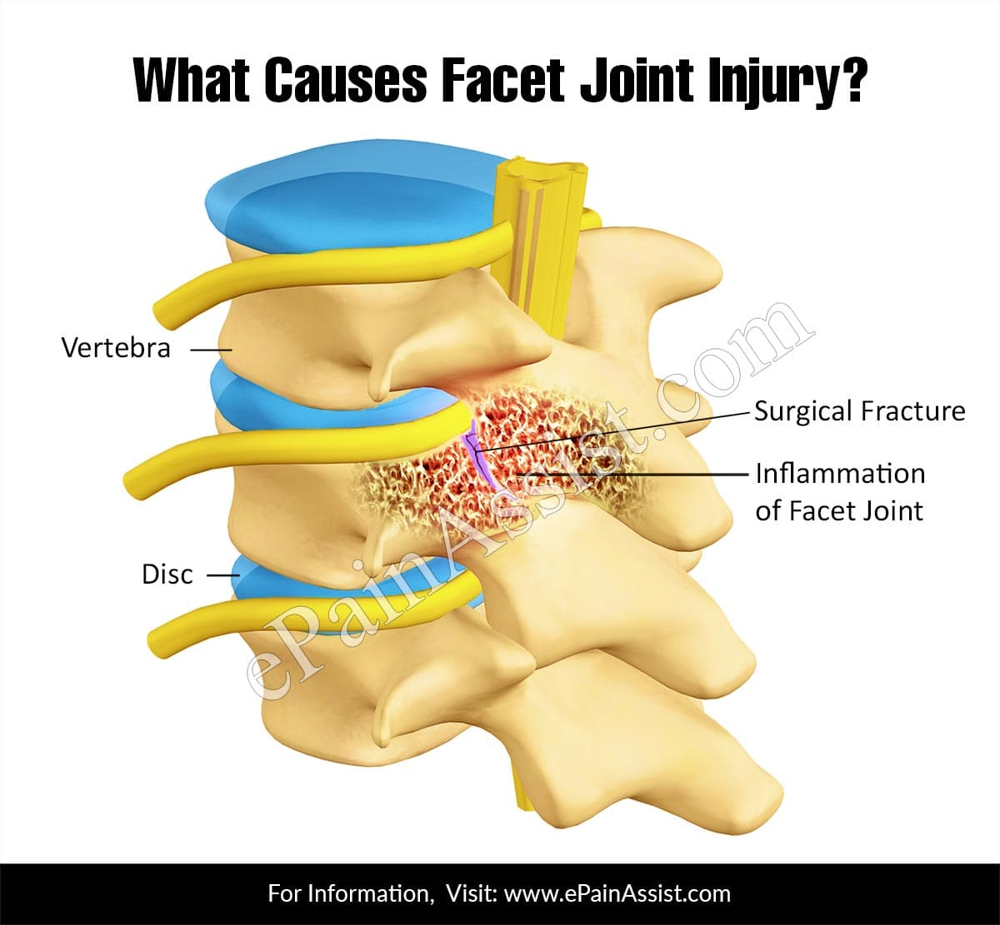 What Causes Facet Joint Injury?
Vertebra
Surgical Fracture
Inflammation
of Facet Joint
Disc
ePainAssist.com
For Information, Visit: www.ePainAssist.com